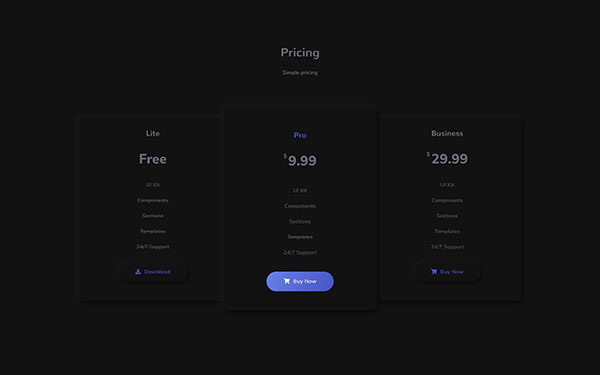 Pricing
Simple pricing
Lite
Free
UI Kit
Components
Sections
Templates
24/7 Support
Download
Pro
$ 9.99
UI Kit
Components
Sections
Templates
24/7 Support
Buy Now
Business
$ 29.99
UI Kit
Components
Sections
Templates
24/7 Support
Buy Now